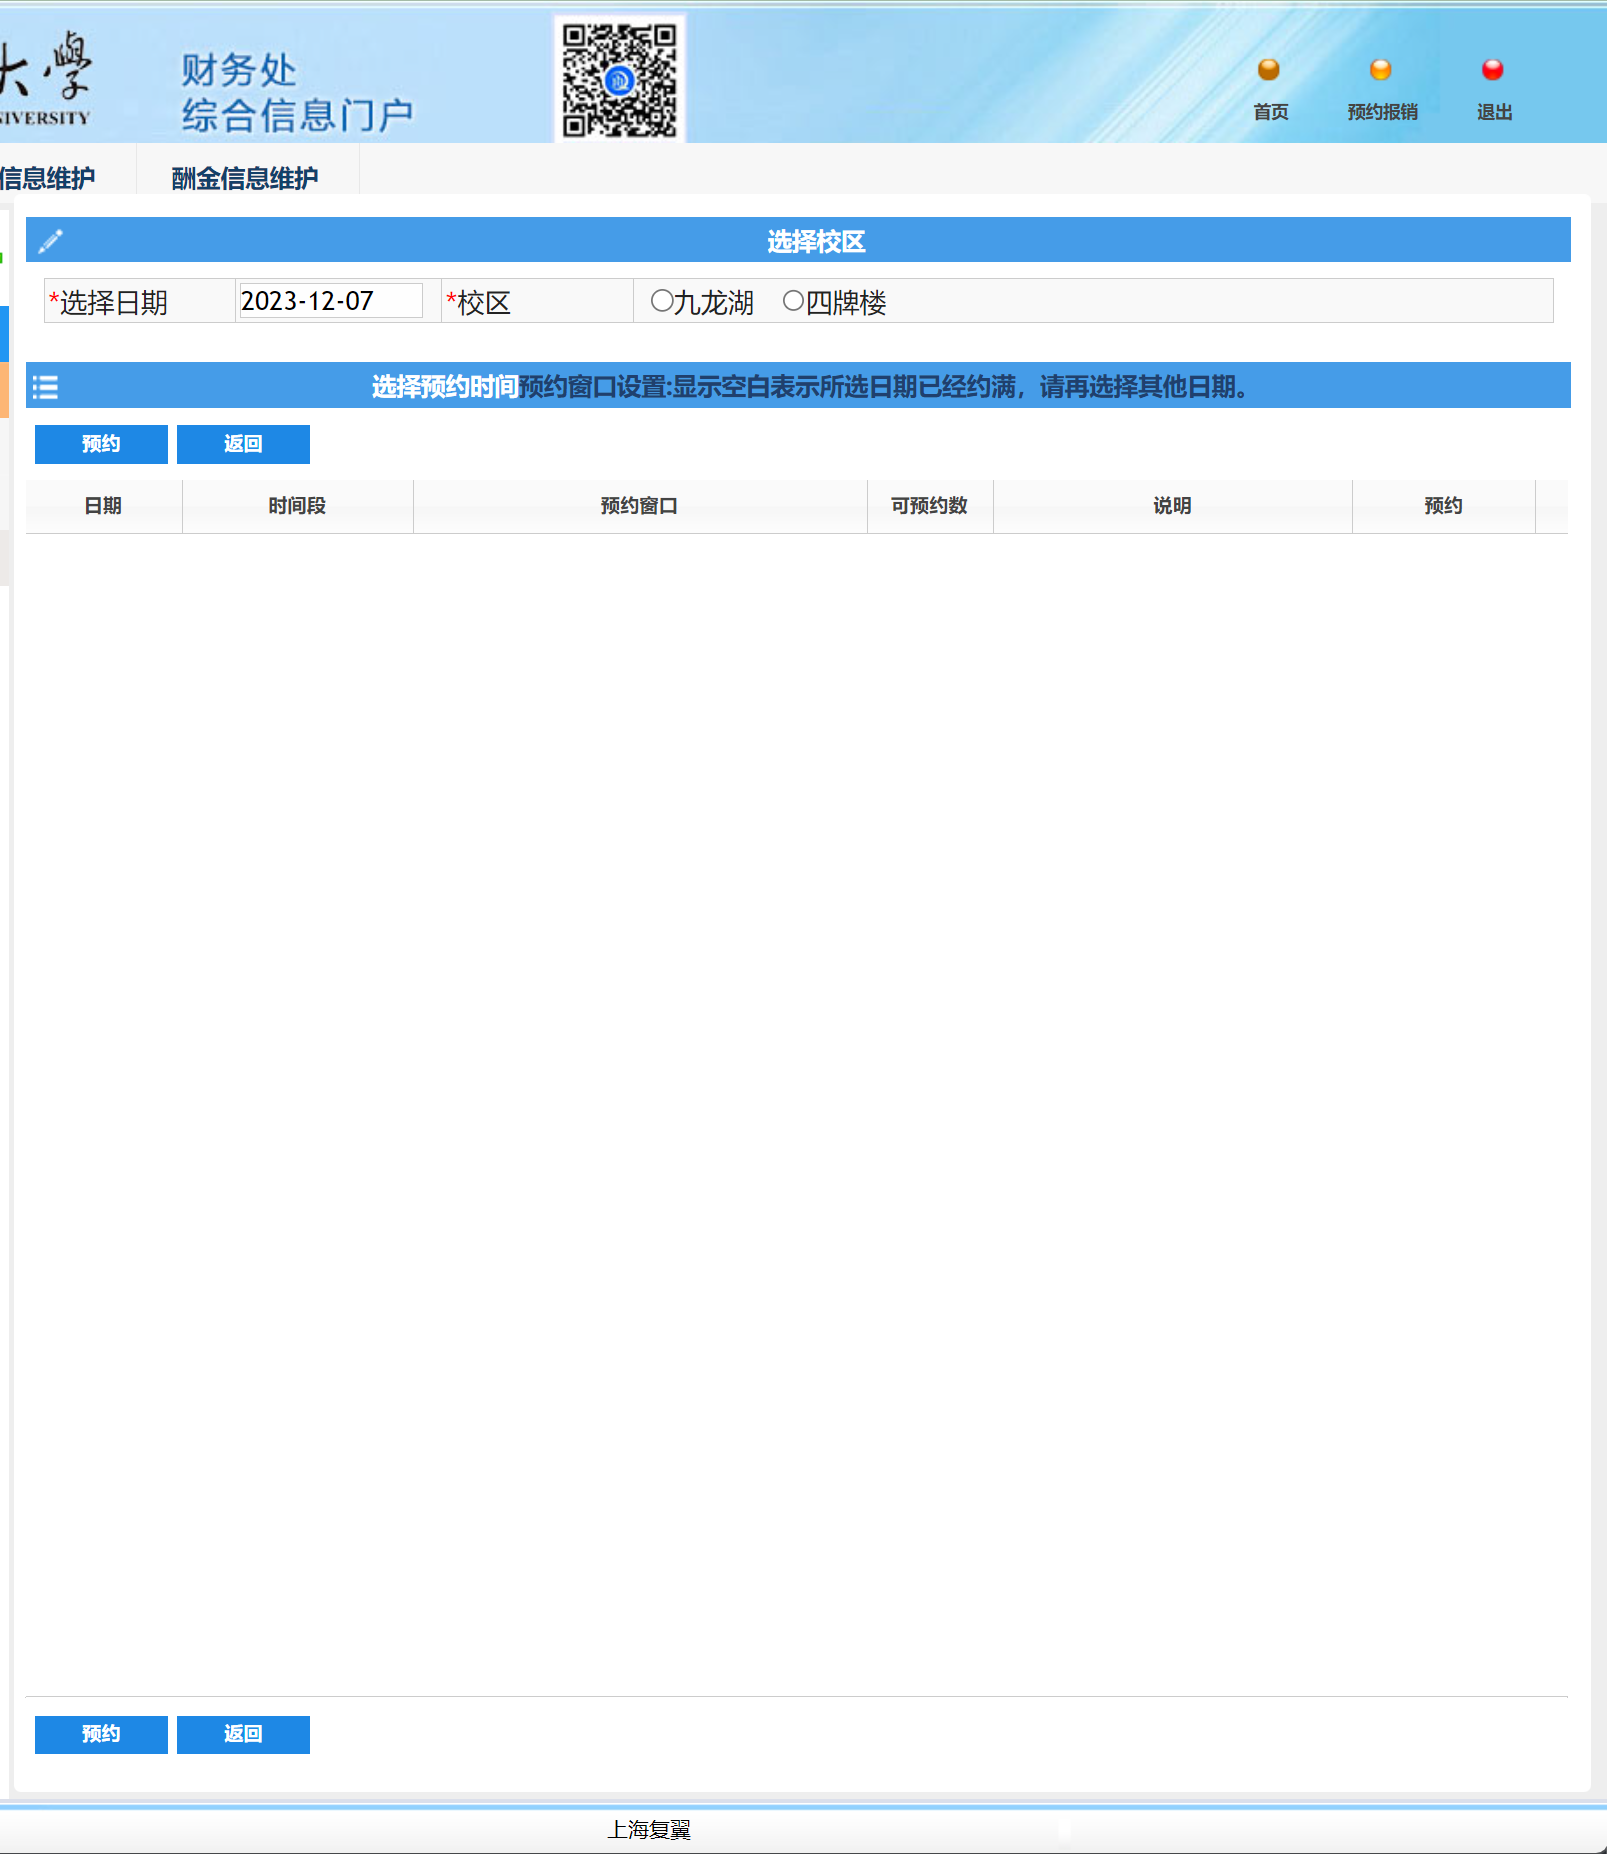 大學
NIVERSITY
财务处
综合信息门户
首页
预约报销
退出
信息维护
酬金信息维护
选择校区
*选择日期
2023-12-07
*校区
九龙湖
四牌楼
选择预约时间预约窗口设置:显示空白表示所选日期已经约满，请再选择其他日期。
预约
返回
日期
时间段
预约窗口
可预约数
说明
预约
预约
返回
上海复翼